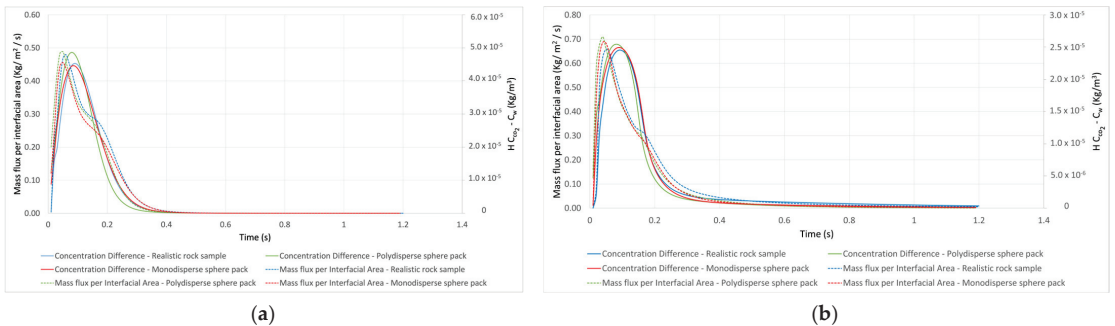 0.60
0.50
0.40
0.30
0.20
0.10
0.00
Mass flux per interfacial area (Kg/ m² / s)
6.0 x 10⁻⁵
5.0 x 10⁻⁵
4.0 x 10⁻⁵
3.0 x 10⁻⁵
2.0 x 10⁻⁵
1.0 x 10⁻⁵
0
H C_co₂ - C_w (Kg/m³)
0 0.2 0.4 0.6 0.8 1 1.2 1.4
Time (s)
Concentration Difference - Realistic rock sample
Concentration Difference - Polydisperse sphere pack
Concentration Difference - Monodisperse sphere pack
Mass flux per Interfacial Area - Realistic rock sample
Mass flux per Interfacial Area - Polydisperse sphere pack
Mass flux per Interfacial Area - Monodisperse sphere pack
(a)
0.80
0.70
0.60
0.50
0.40
0.30
0.20
0.10
0.00
Mass flux per interfacial area (Kg/ m² / s)
3.0 x 10⁻⁵
2.5 x 10⁻⁵
2.0 x 10⁻⁵
1.5 x 10⁻⁵
1.0 x 10⁻⁵
5.0 x 10⁻⁶
0
H C_co₂ - C_w (Kg/m³)
0 0.2 0.4 0.6 0.8 1 1.2 1.4
Time (s)
Concentration Difference - Realistic rock sample
Concentration Difference - Polydisperse sphere pack
Concentration Difference - Monodisperse sphere pack
Mass flux per Interfacial Area - Realistic rock sample
Mass flux per Interfacial Area - Polydisperse sphere pack
Mass flux per Interfacial Area - Monodisperse sphere pack
(b)